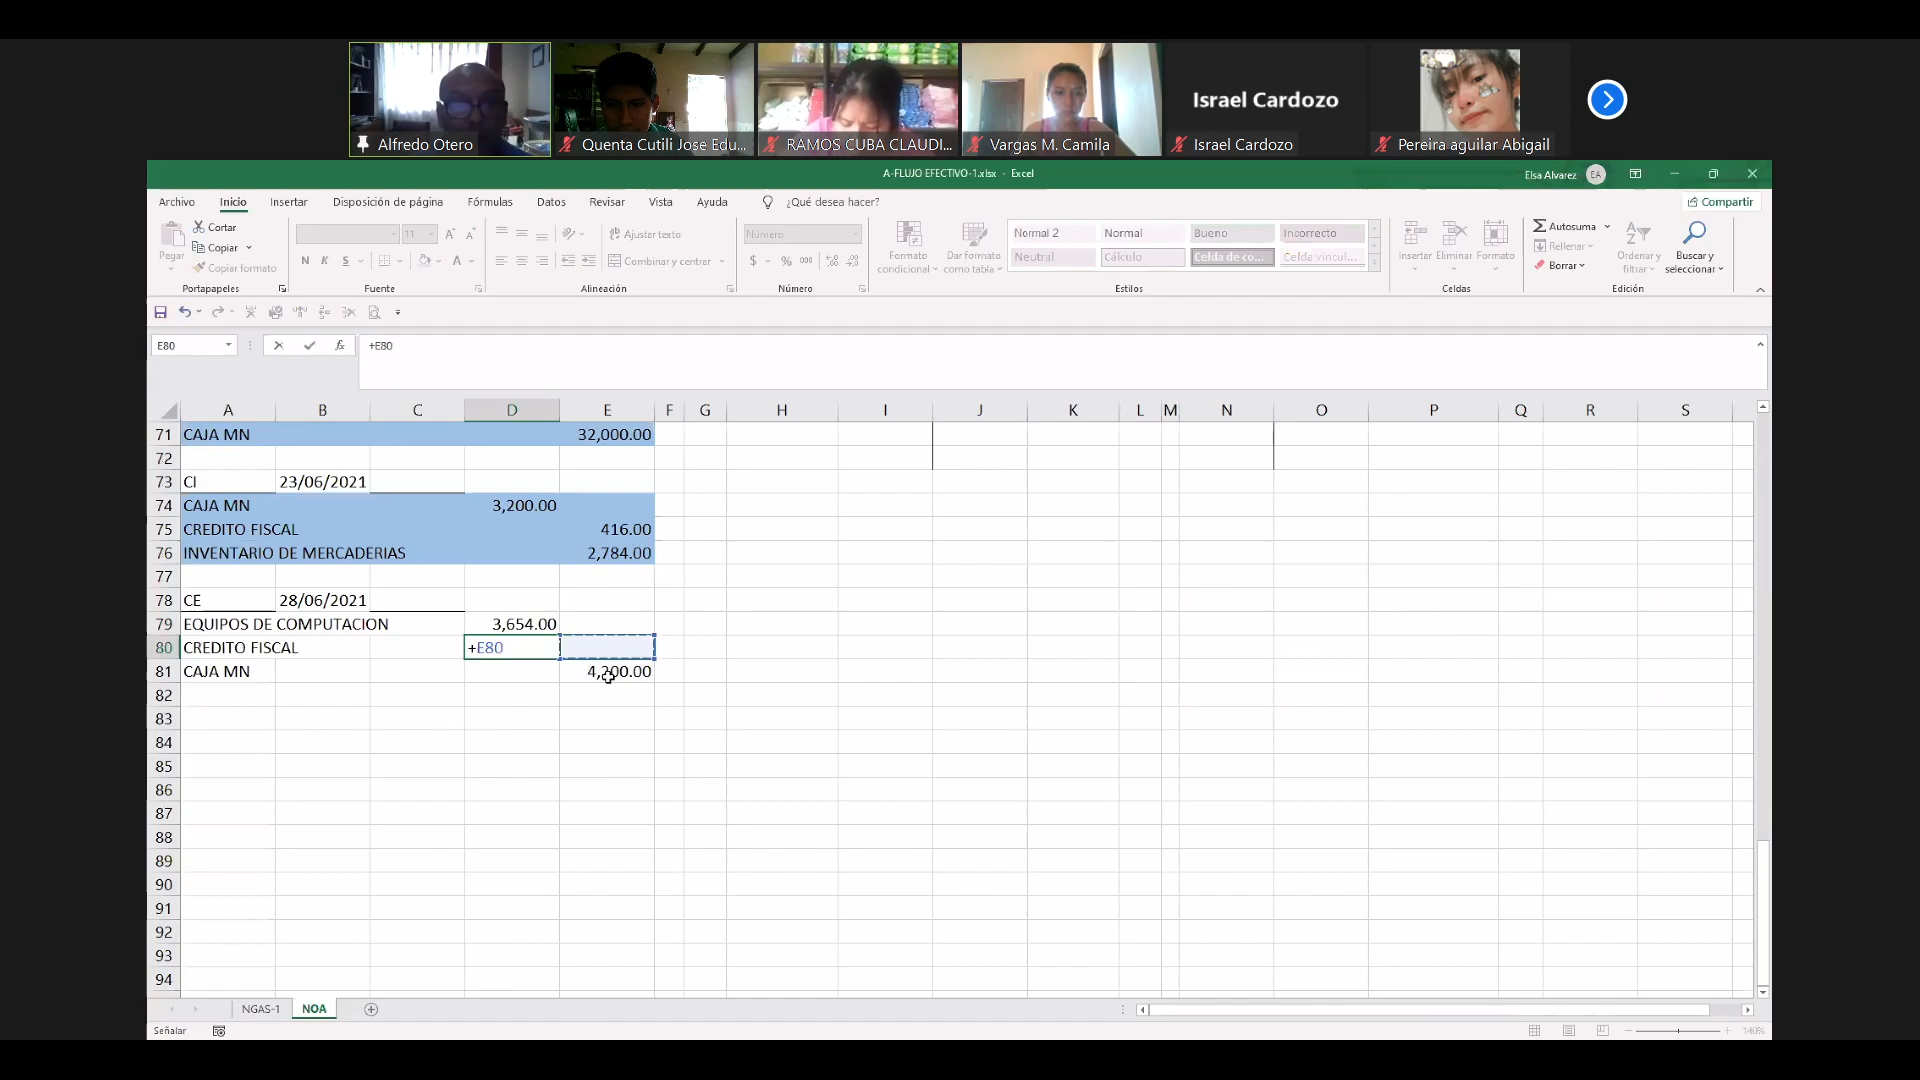 Israel Cardozo
Alfredo Otero
Quenta Cutili Jose Edu...
RAMOS CUBA CLAUDI...
Vargas M. Camila
Israel Cardozo
Pereira aguilar Abigail
A-FLUJO EFECTIVO-1.xlsx - Excel
Elsa Alvarez EA
Archivo Inicio Insertar Disposición de página Fórmulas Datos Revisar Vista Ayuda ¿Qué desea hacer? Compartir
Pegar
Cortar
Copiar
Copiar formato
Portapapeles
11
N K S
Fuente
Ajustar texto
Combinar y centrar
Alineación
Número
$ % 000
Número
Formato condicional
Dar formato como tabla
Normal 2 Normal Bueno Incorrecto
Neutral Cálculo Celda de co... Celda vincul...
Estilos
Insertar Eliminar Formato
Celdas
Autosuma
Rellenar
Borrar
Ordenar y filtrar
Buscar y seleccionar
Edición
E80 fx +E80
A B C D E F G H I J K L M N O P Q R S
71 CAJA MN 32,000.00
72
73 CI 23/06/2021
74 CAJA MN 3,200.00
75 CREDITO FISCAL 416.00
76 INVENTARIO DE MERCADERIAS 2,784.00
77
78 CE 28/06/2021
79 EQUIPOS DE COMPUTACION 3,654.00
80 CREDITO FISCAL +E80
81 CAJA MN 4,200.00
82
83
84
85
86
87
88
89
90
91
92
93
94
NGAS-1 NOA
Señalar
140%